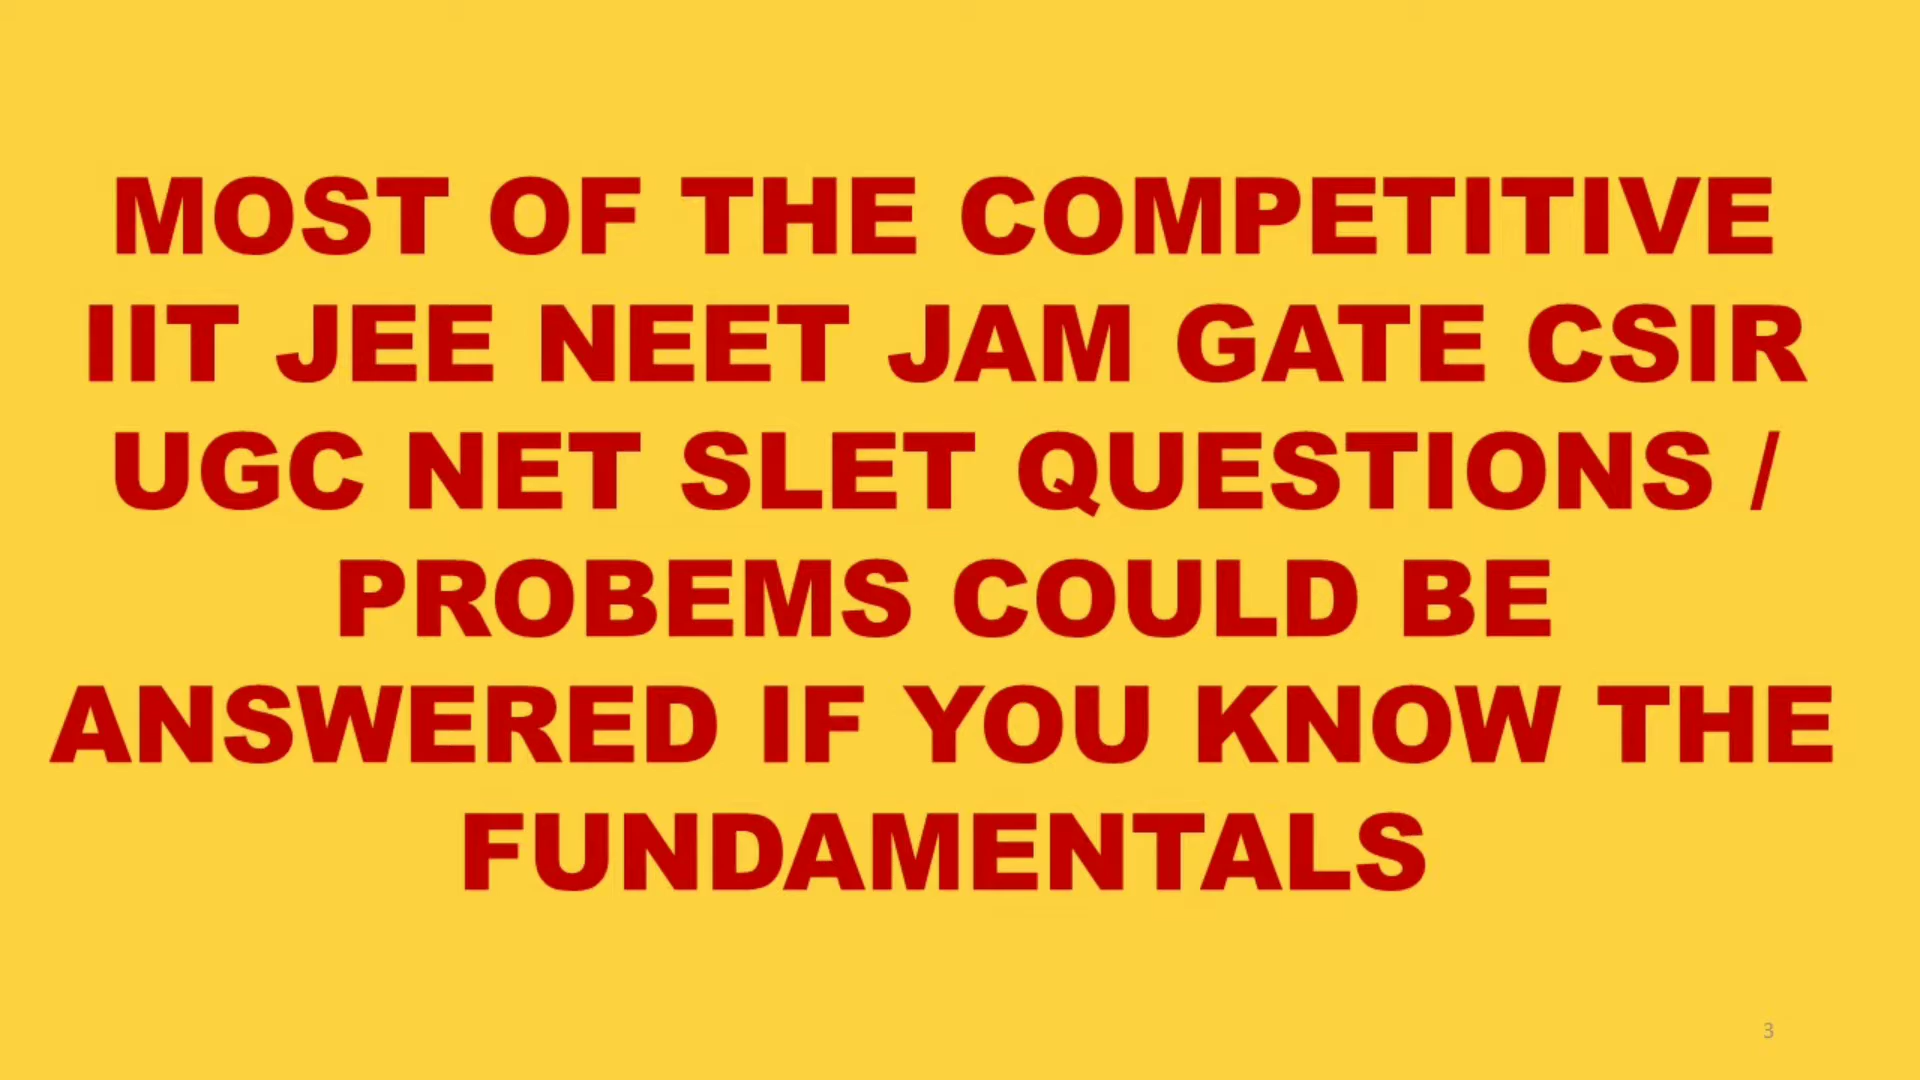 MOST OF THE COMPETITIVE
IIT JEE NEET JAM GATE CSIR
UGC NET SLET QUESTIONS /
PROBEMS COULD BE
ANSWERED IF YOU KNOW THE
FUNDAMENTALS
3